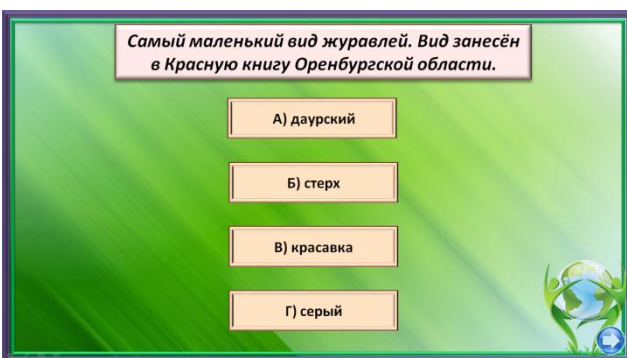 Самый маленький вид журавлей. Вид занесён
в Красную книгу Оренбургской области.
А) даурский
Б) стерх
В) красавка
Г) серый